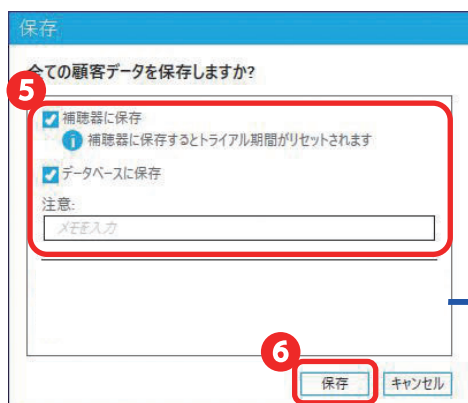 保存
全ての顧客データを保存しますか?
5
補聴器に保存
i 補聴器に保存するとトライアル期間がリセットされます
データベースに保存
注意:
メモを入力
6
保存 キャンセル